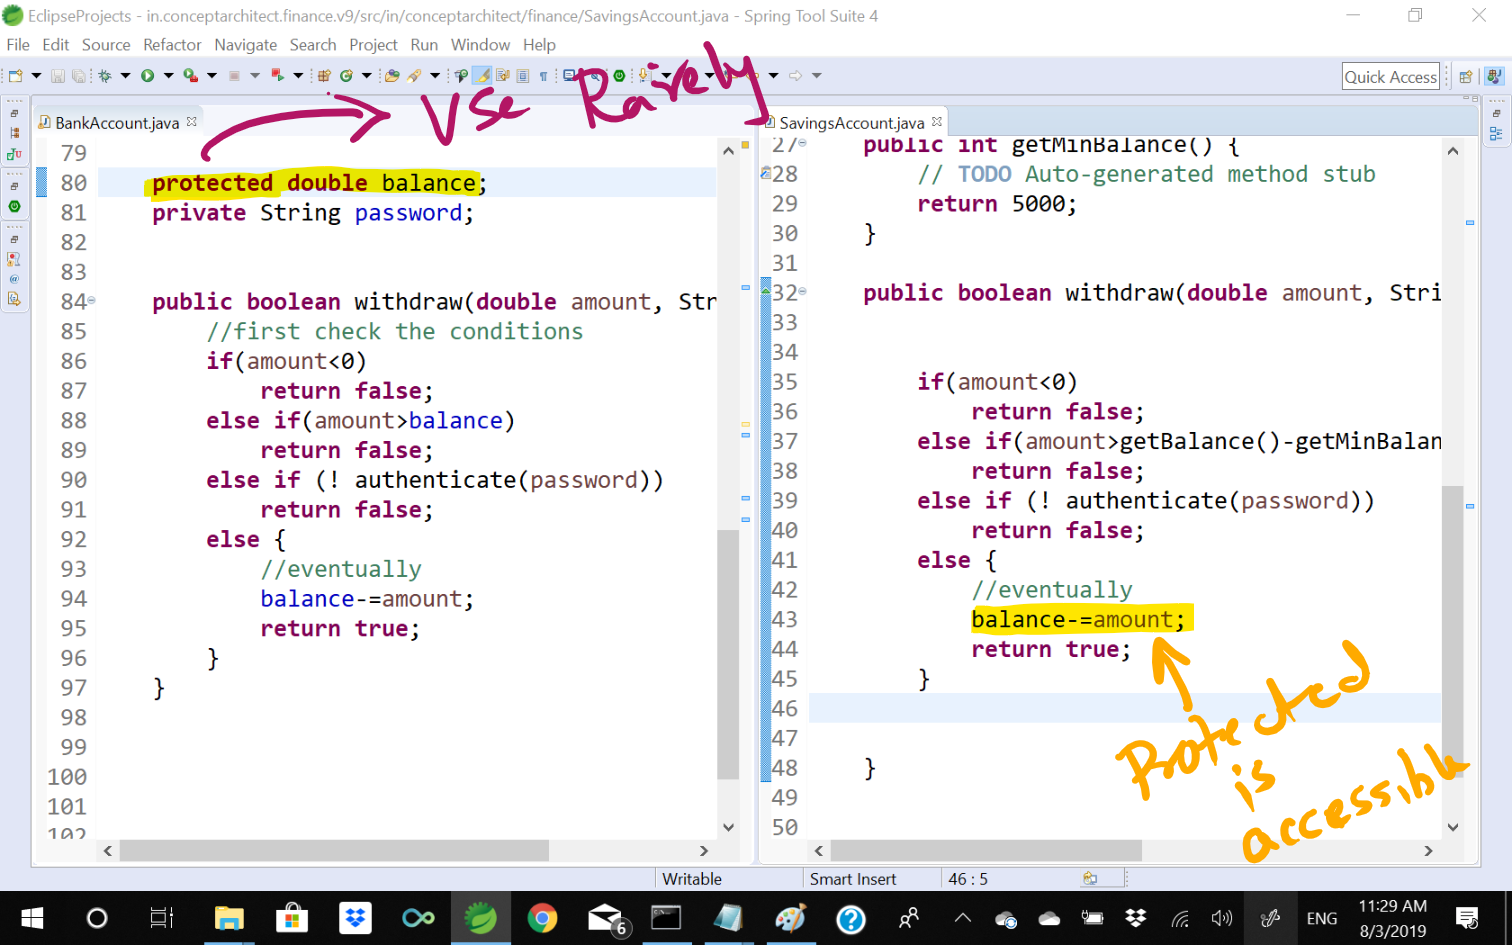 EclipseProjects - in.conceptarchitect.finance.v9/src/in/conceptarchitect/finance/SavingsAccount.java - Spring Tool Suite 4
File Edit Source Refactor Navigate Search Project Run Window Help
Quick Access
Use Rarely
BankAccount.java
79
80 protected double balance;
81 private String password;
82
83
84 public boolean withdraw(double amount, Str
85 //first check the conditions
86 if(amount<0)
87 return false;
88 else if(amount>balance)
89 return false;
90 else if (! authenticate(password))
91 return false;
92 else {
93 //eventually
94 balance-=amount;
95 return true;
96 }
97 }
98
99
100
101
102
SavingsAccount.java
27 public int getMinBalance() {
28 // TODO Auto-generated method stub
29 return 5000;
30 }
31
32 public boolean withdraw(double amount, Stri
33
34
35 if(amount<0)
36 return false;
37 else if(amount>getBalance()-getMinBalan
38 return false;
39 else if (! authenticate(password))
40 return false;
41 else {
42 //eventually
43 balance-=amount;
44 return true;
45 }
46
47
48 }
49
50
Protected
is
accessible
Writable Smart Insert 46 : 5
6
ENG
11:29 AM
8/3/2019